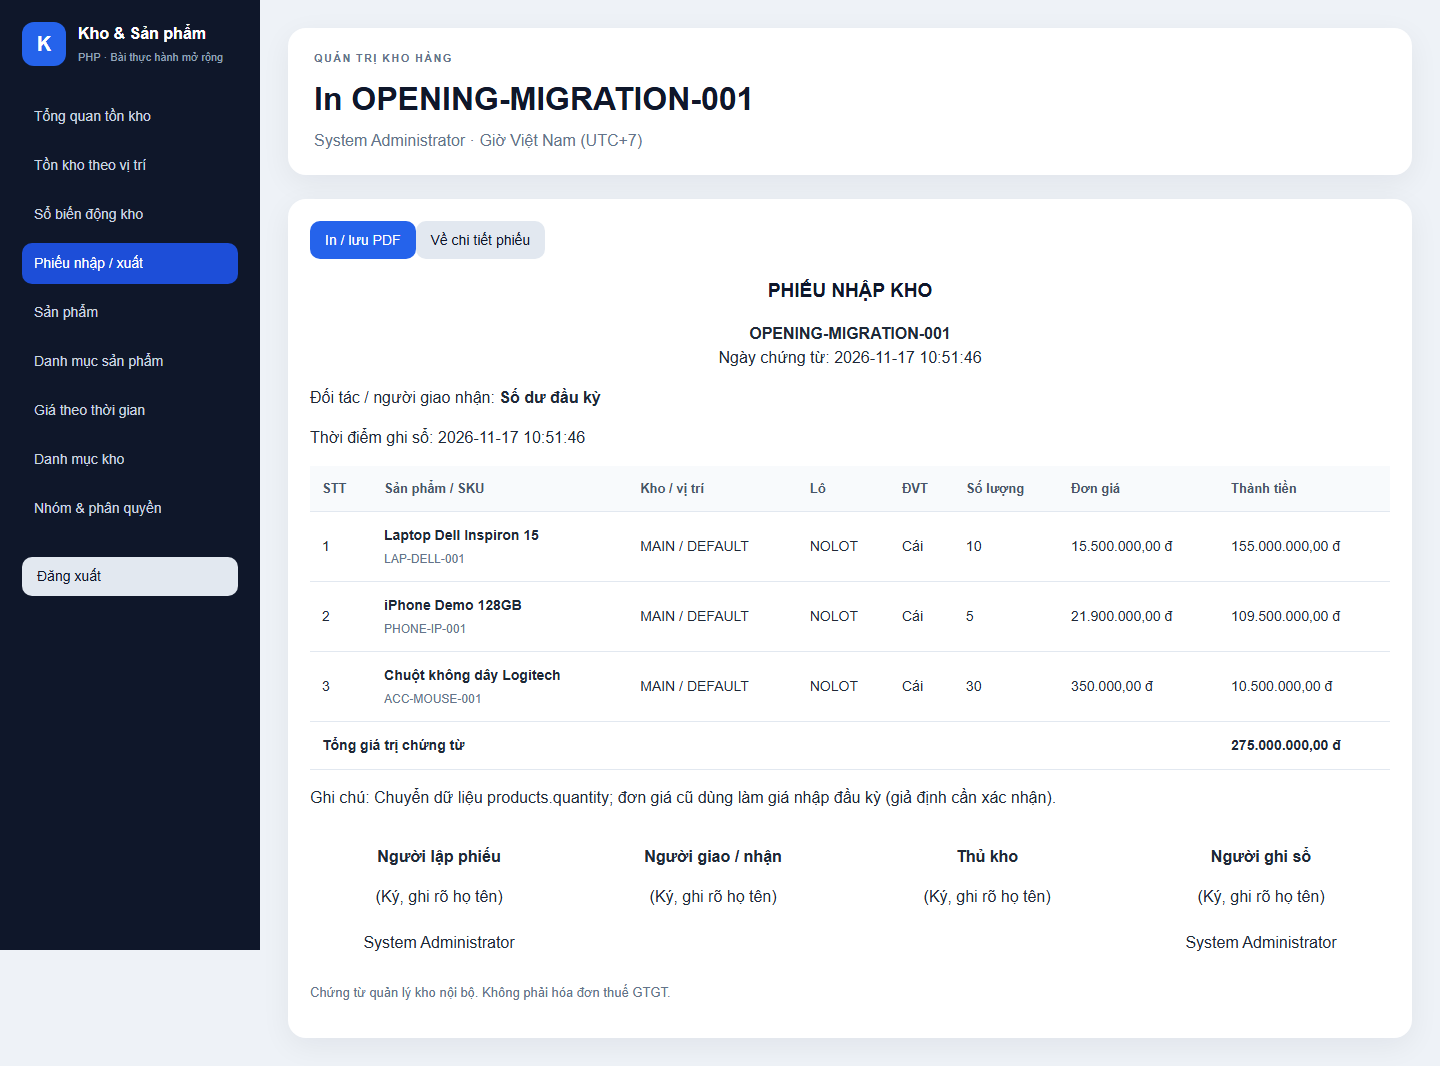 K
Kho & Sản phẩm
PHP · Bài thực hành mở rộng
Tổng quan tồn kho
Tồn kho theo vị trí
Sổ biến động kho
Phiếu nhập / xuất
Sản phẩm
Danh mục sản phẩm
Giá theo thời gian
Danh mục kho
Nhóm & phân quyền
Đăng xuất
QUẢN TRỊ KHO HÀNG
In OPENING-MIGRATION-001
System Administrator · Giờ Việt Nam (UTC+7)
In / lưu PDF Về chi tiết phiếu
PHIẾU NHẬP KHO
OPENING-MIGRATION-001
Ngày chứng từ: 2026-11-17 10:51:46
Đối tác / người giao nhận: Số dư đầu kỳ
Thời điểm ghi sổ: 2026-11-17 10:51:46
STT Sản phẩm / SKU Kho / vị trí Lô ĐVT Số lượng Đơn giá Thành tiền
1 Laptop Dell Inspiron 15 MAIN / DEFAULT NOLOT Cái 10 15.500.000,00 đ 155.000.000,00 đ
LAP-DELL-001
2 iPhone Demo 128GB MAIN / DEFAULT NOLOT Cái 5 21.900.000,00 đ 109.500.000,00 đ
PHONE-IP-001
3 Chuột không dây Logitech MAIN / DEFAULT NOLOT Cái 30 350.000,00 đ 10.500.000,00 đ
ACC-MOUSE-001
Tổng giá trị chứng từ 275.000.000,00 đ
Ghi chú: Chuyển dữ liệu products.quantity; đơn giá cũ dùng làm giá nhập đầu kỳ (giả định cần xác nhận).
Người lập phiếu Người giao / nhận Thủ kho Người ghi sổ
(Ký, ghi rõ họ tên) (Ký, ghi rõ họ tên) (Ký, ghi rõ họ tên) (Ký, ghi rõ họ tên)
System Administrator System Administrator
Chứng từ quản lý kho nội bộ. Không phải hóa đơn thuế GTGT.